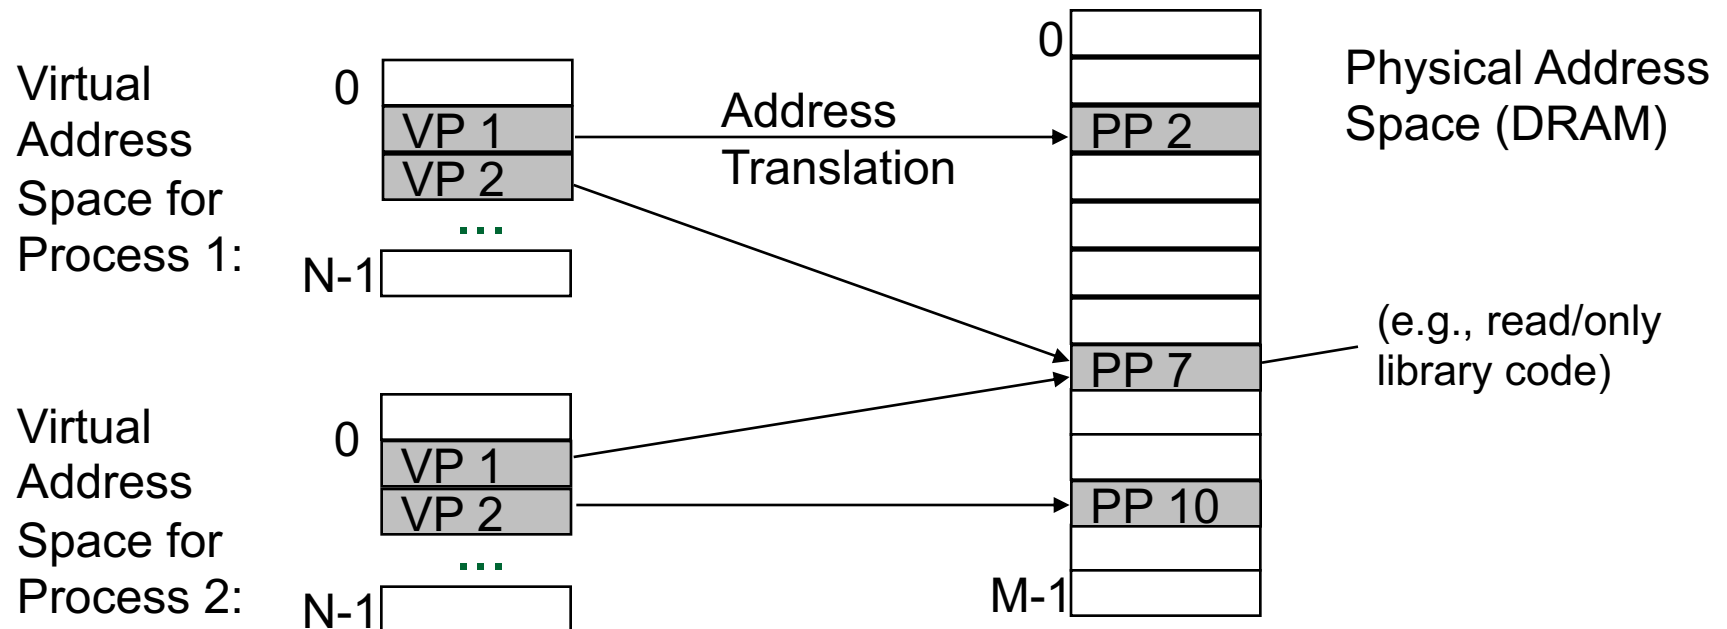 Virtual
Address
Space for
Process 1:
0
VP 1
VP 2
...
N-1
Address
Translation
0
PP 2
PP 7
PP 10
M-1
Physical Address
Space (DRAM)
(e.g., read/only
library code)
Virtual
Address
Space for
Process 2:
0
VP 1
VP 2
...
N-1